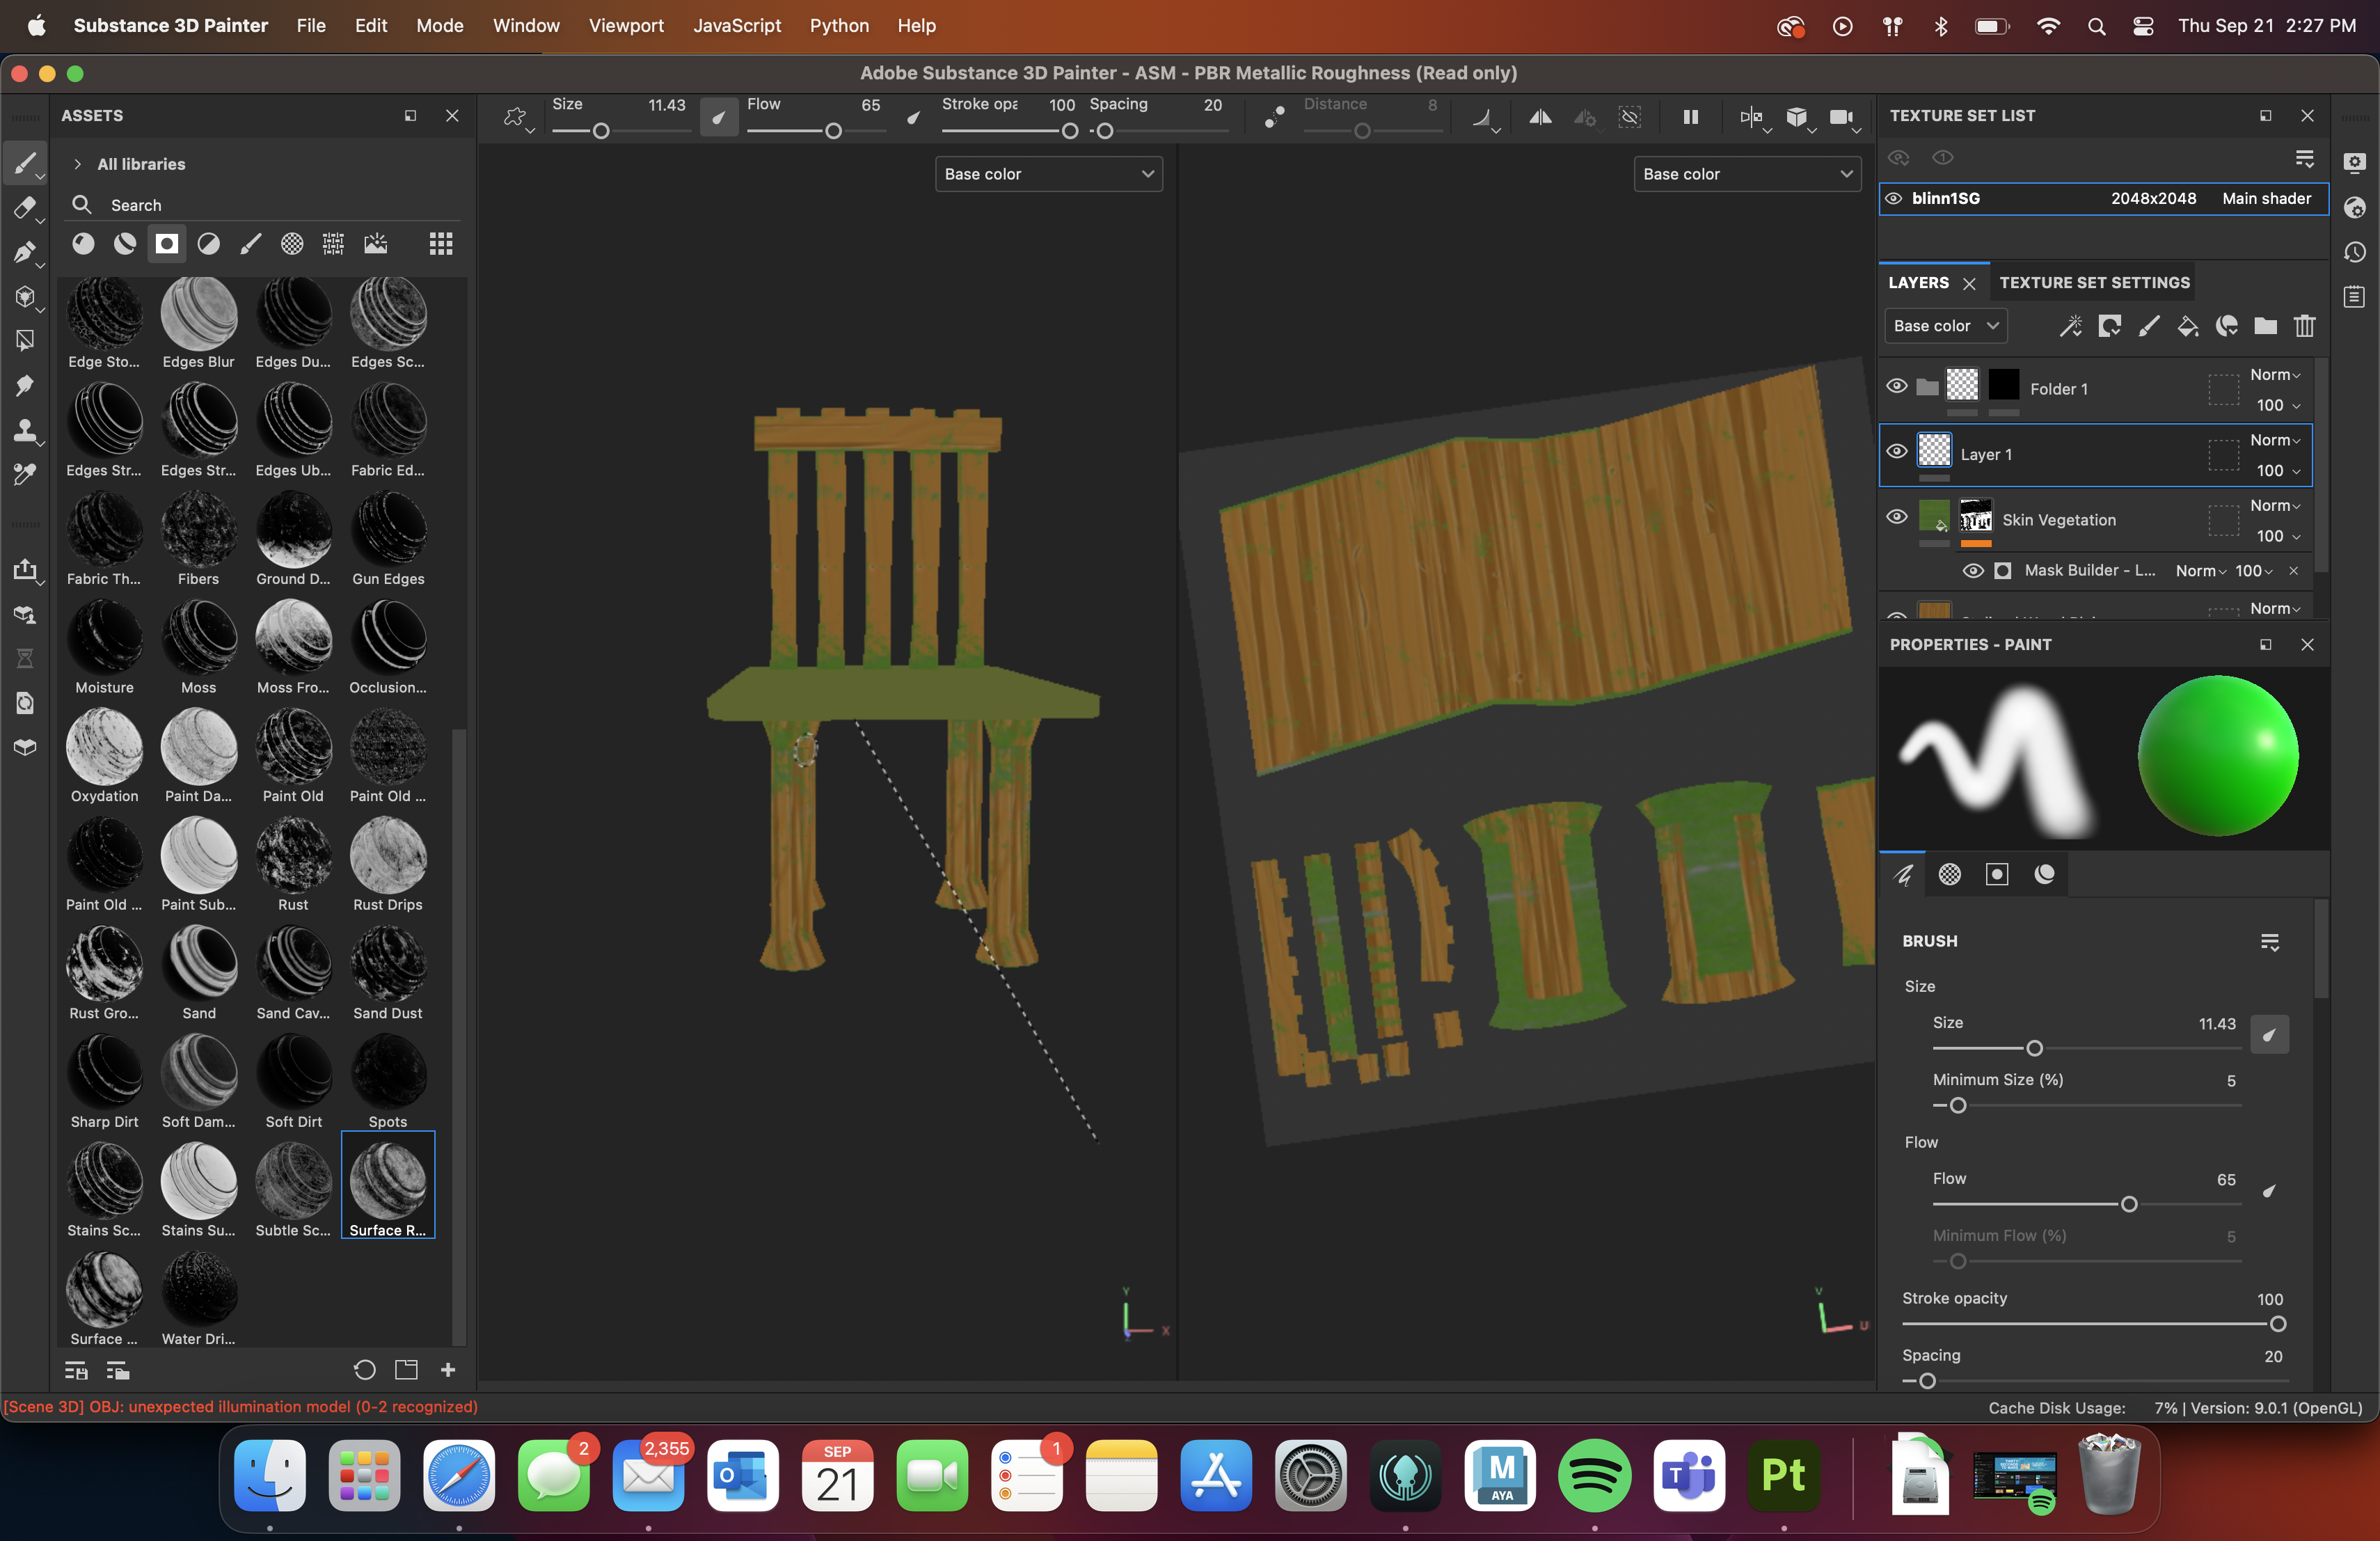 Substance 3D Painter File Edit Mode Window Viewport JavaScript Python Help Thu Sep 21 2:27 PM
Adobe Substance 3D Painter - ASM - PBR Metallic Roughness (Read only)
ASSETS
All libraries
Search
Edge Sto... Edges Blur Edges Du... Edges Sc...
Edges Str... Edges Str... Edges Ub... Fabric Ed...
Fabric Th... Fibers Ground D... Gun Edges
Moisture Moss Moss Fro... Occlusion...
Oxydation Paint Da... Paint Old Paint Old ...
Paint Old ... Paint Sub... Rust Rust Drips
Rust Gro... Sand Sand Cav... Sand Dust
Sharp Dirt Soft Dam... Soft Dirt Spots
Stains Sc... Stains Su... Subtle Sc... Surface R...
Surface ... Water Dri...
Size 11.43 Flow 65 Stroke opa 100 Spacing 20 Distance 8
Base color
Base color
Y
X
V
U
TEXTURE SET LIST
blinn1SG 2048x2048 Main shader
LAYERS TEXTURE SET SETTINGS
Base color
Folder 1 Norm
100
Layer 1 Norm
100
Skin Vegetation Norm
100
Mask Builder - L... Norm 100
Norm
PROPERTIES - PAINT
BRUSH
Size
Size 11.43
Minimum Size (%) 5
Flow
Flow 65
Minimum Flow (%) 5
Stroke opacity 100
Spacing 20
[Scene 3D] OBJ: unexpected illumination model (0-2 recognized)
Cache Disk Usage: 7% | Version: 9.0.1 (OpenGL)
2
2,355
SEP
21
1
M
AYA
Pt